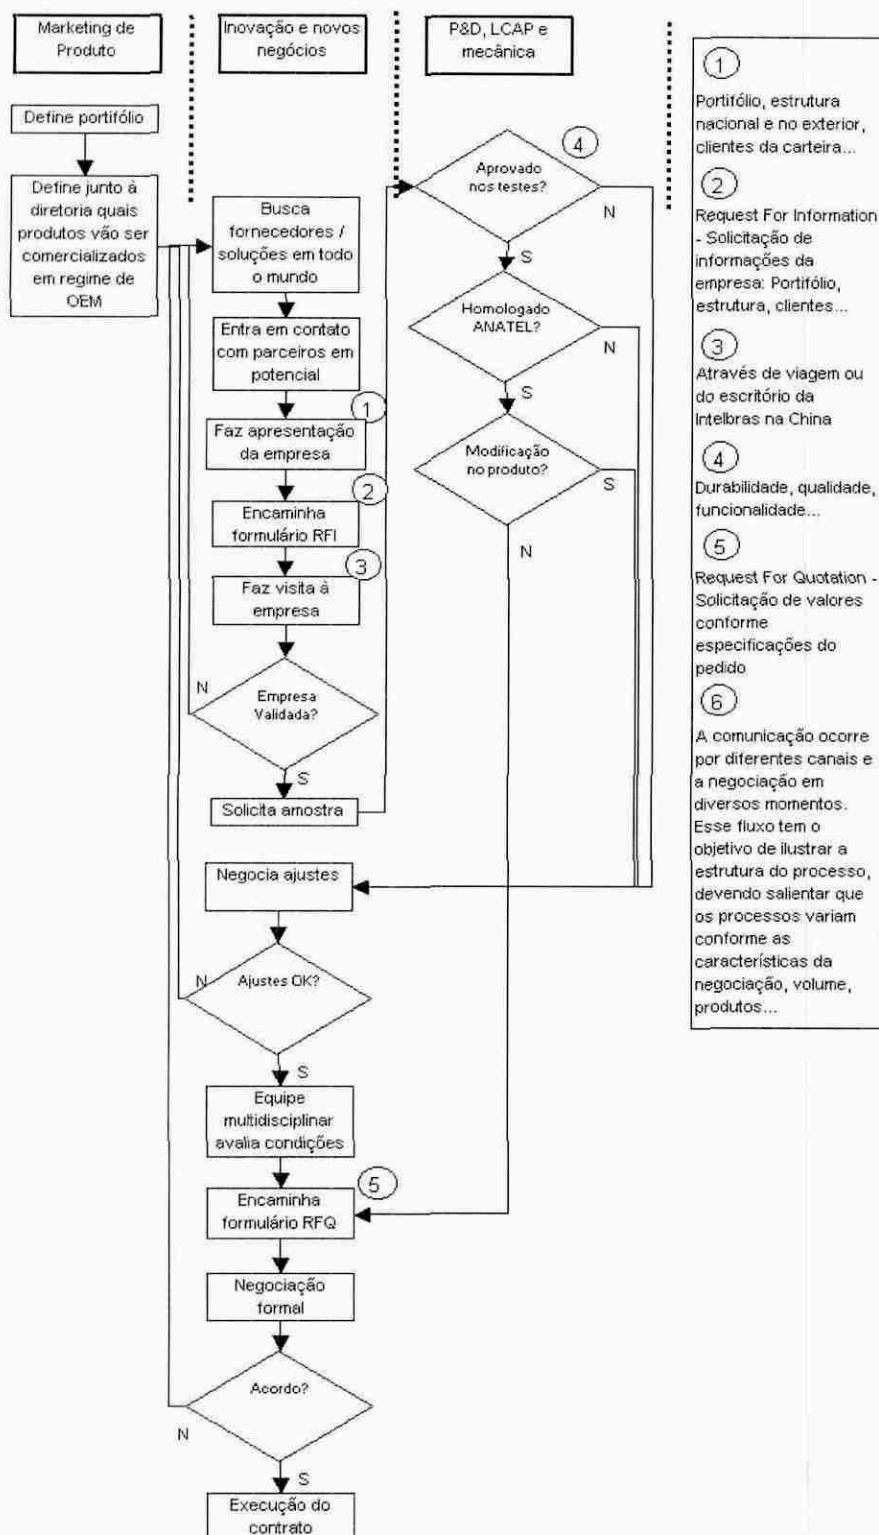 Marketing de
Produto
Inovação e novos
negócios
P&D, LCAP e
mecânica
Define portifólio
Define junto à
diretoria quais
produtos vão ser
comercializados
em regime de
OEM
Busca
fornecedores /
soluções em todo
o mundo
Entra em contato
com parceiros em
potencial
1
Faz apresentação
da empresa
2
Encaminha
formulário RFI
3
Faz visita à
empresa
N
Empresa
Validada?
S
Solicita amostra
4
Aprovado
nos testes?
N
S
Homologado
ANATEL?
N
S
Modificação
no produto?
S
N
Negocia ajustes
N
Ajustes OK?
S
Equipe
multidisciplinar
avalia condições
5
Encaminha
formulário RFQ
Negociação
formal
Acordo?
N
S
Execução do
contrato
1
Portifólio, estrutura
nacional e no exterior,
clientes da carteira...
2
Request For Information
- Solicitação de
informações da
empresa: Portifólio,
estrutura, clientes...
3
Através de viagem ou
do escritório da
Intelbras na China
4
Durabilidade, qualidade,
funcionalidade...
5
Request For Quotation -
Solicitação de valores
conforme
especificações do
pedido
6
A comunicação ocorre
por diferentes canais e
a negociação em
diversos momentos.
Esse fluxo tem o
objetivo de ilustrar a
estrutura do processo,
devendo salientar que
os processos variam
conforme as
características da
negociação, volume,
produtos...